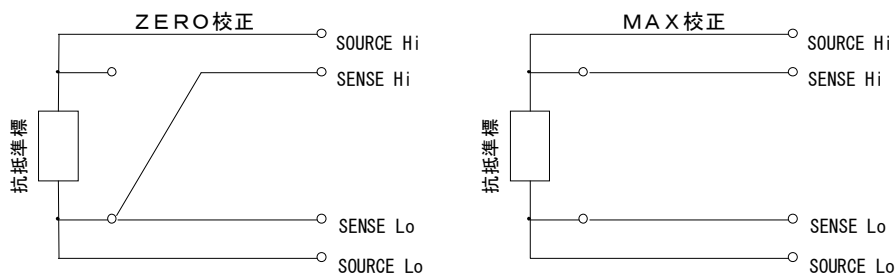 ZERO校正
SOURCE Hi
SENSE Hi
標準抵抗
SENSE Lo
SOURCE Lo
MAX校正
SOURCE Hi
SENSE Hi
標準抵抗
SENSE Lo
SOURCE Lo